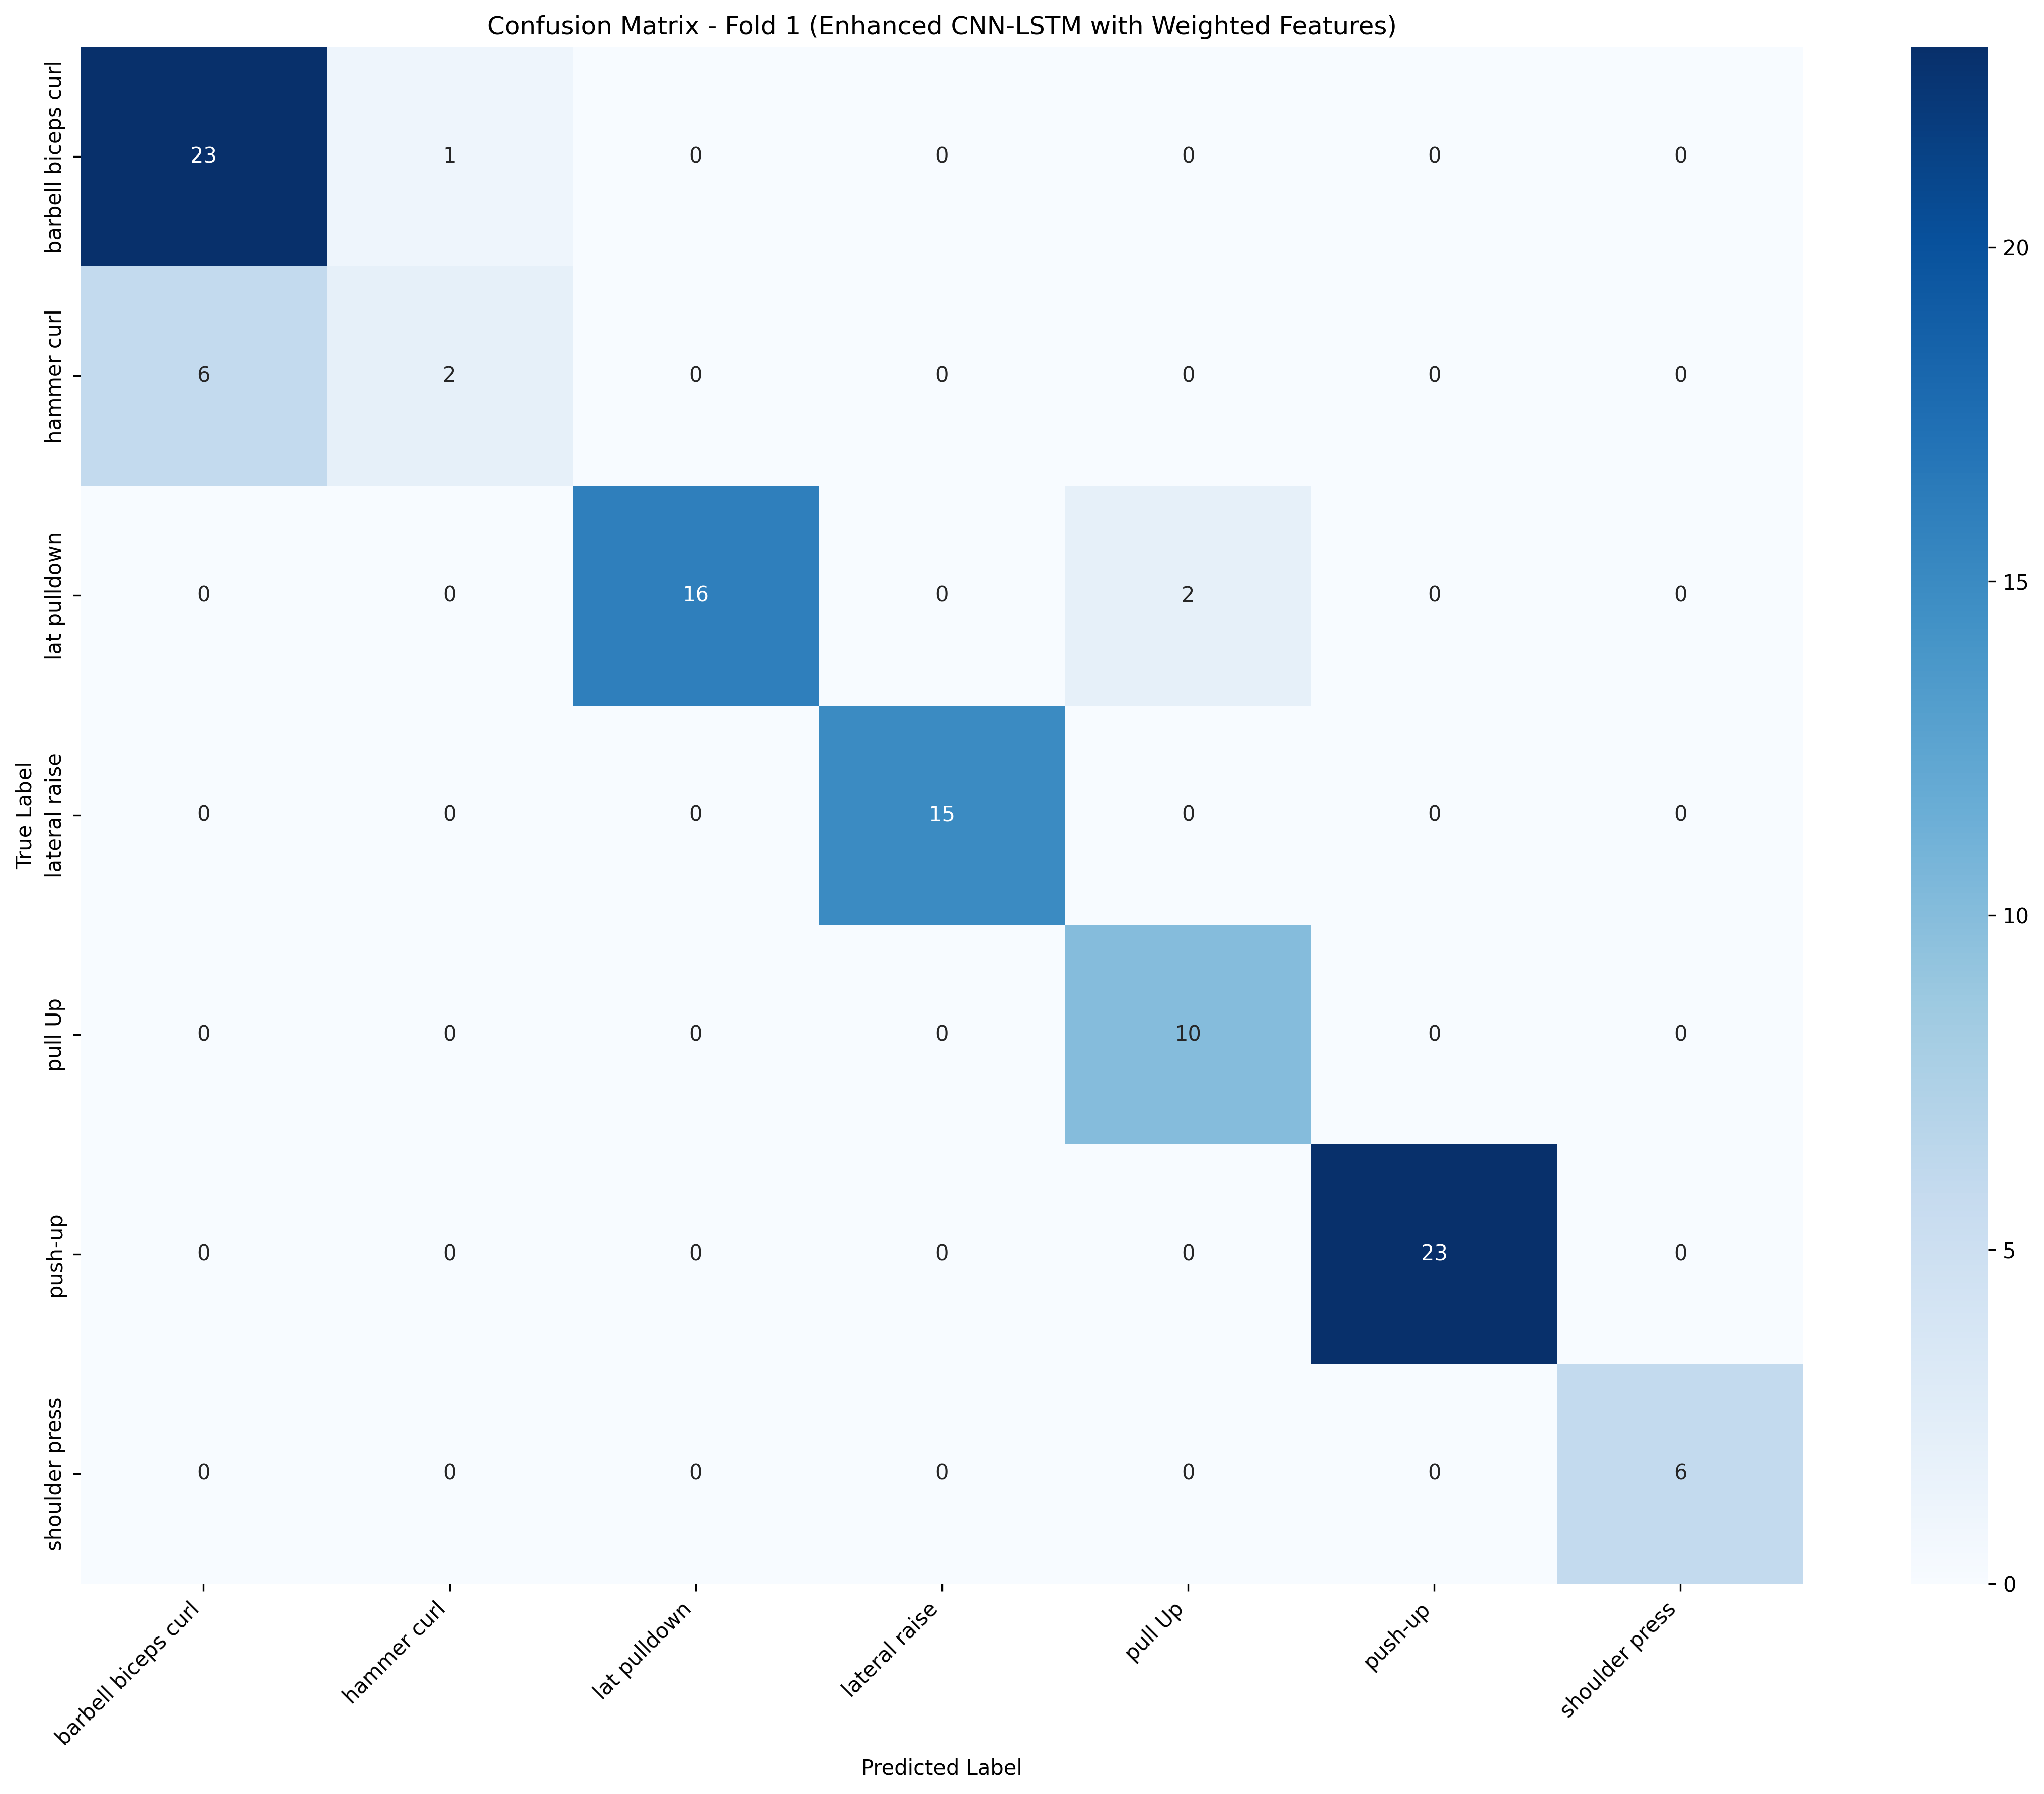 Confusion Matrix - Fold 1 (Enhanced CNN-LSTM with Weighted Features)
True Label
barbell biceps curl
23 1 0 0 0 0 0
hammer curl
6 2 0 0 0 0 0
lat pulldown
0 0 16 0 2 0 0
lateral raise
0 0 0 15 0 0 0
pull Up
0 0 0 0 10 0 0
push-up
0 0 0 0 0 23 0
shoulder press
0 0 0 0 0 0 6
barbell biceps curl
hammer curl
lat pulldown
lateral raise
pull Up
push-up
shoulder press
Predicted Label
20
15
10
5
0